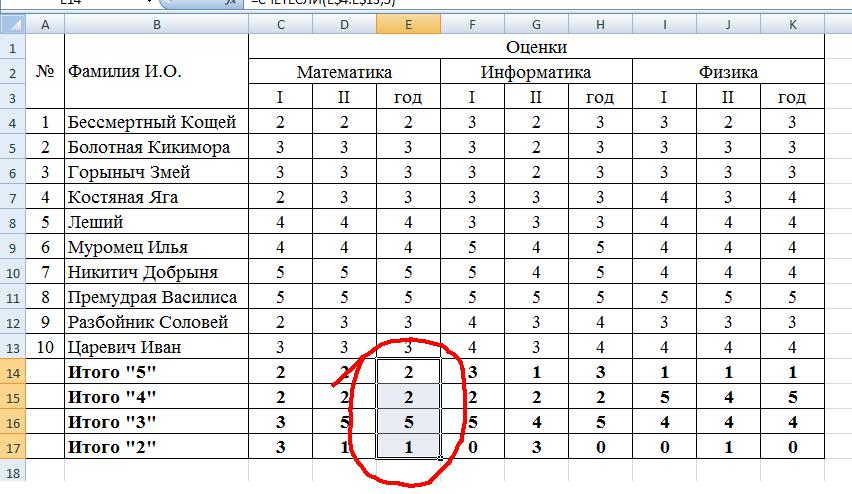 E14 =СЧЁТЕСЛИ(E$4:E$13;5)
A B C D E F G H I J K
1 № Фамилия И.О. Оценки
2 Математика Информатика Физика
3 I II год I II год I II год
4 1 Бессмертный Кощей 2 2 2 3 2 3 3 2 3
5 2 Болотная Кикимора 3 3 3 3 2 3 3 3 3
6 3 Горыныч Змей 3 3 3 3 2 3 3 3 3
7 4 Костяная Яга 2 3 3 3 3 3 4 3 4
8 5 Леший 4 4 4 3 3 3 4 4 4
9 6 Муромец Илья 4 4 4 5 4 5 4 4 4
10 7 Никитич Добрыня 5 5 5 5 4 5 4 4 4
11 8 Премудрая Василиса 5 5 5 5 5 5 5 5 5
12 9 Разбойник Соловей 2 3 3 4 3 4 3 3 3
13 10 Царевич Иван 3 3 3 4 3 4 4 4 4
14 Итого "5" 2 2 2 3 1 3 1 1 1
15 Итого "4" 2 2 2 2 2 2 5 4 5
16 Итого "3" 3 5 5 5 4 5 4 4 4
17 Итого "2" 3 1 1 0 3 0 0 1 0
18